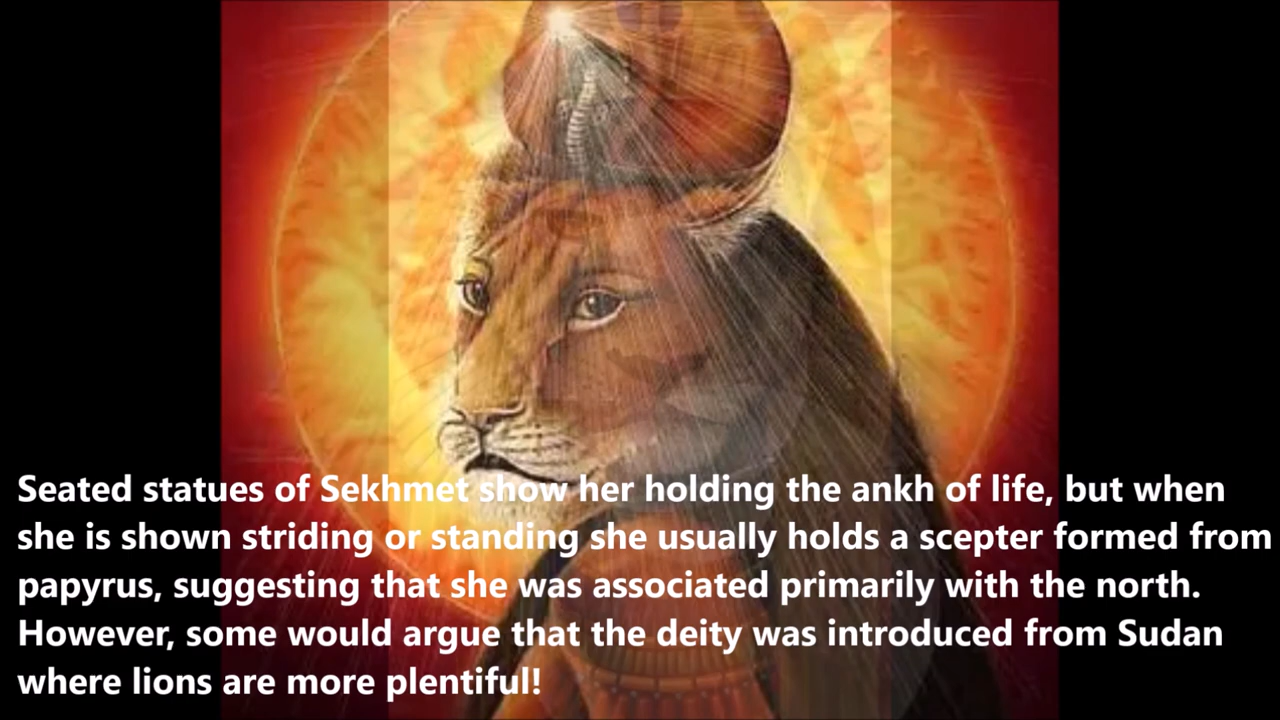 Seated statues of Sekhmet show her holding the ankh of life, but when
she is shown striding or standing she usually holds a scepter formed from
papyrus, suggesting that she was associated primarily with the north.
However, some would argue that the deity was introduced from Sudan
where lions are more plentiful!